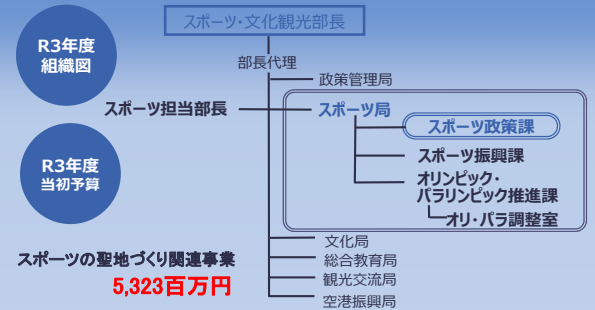 スポーツ・文化観光部長
R3年度
組織図
部長代理
政策管理局
スポーツ担当部長
スポーツ局
スポーツ政策課
スポーツ振興課
オリンピック・
パラリンピック推進課
オリ・パラ調整室
R3年度
当初予算
文化局
総合教育局
観光交流局
空港振興局
スポーツの聖地づくり関連事業
5,323百万円